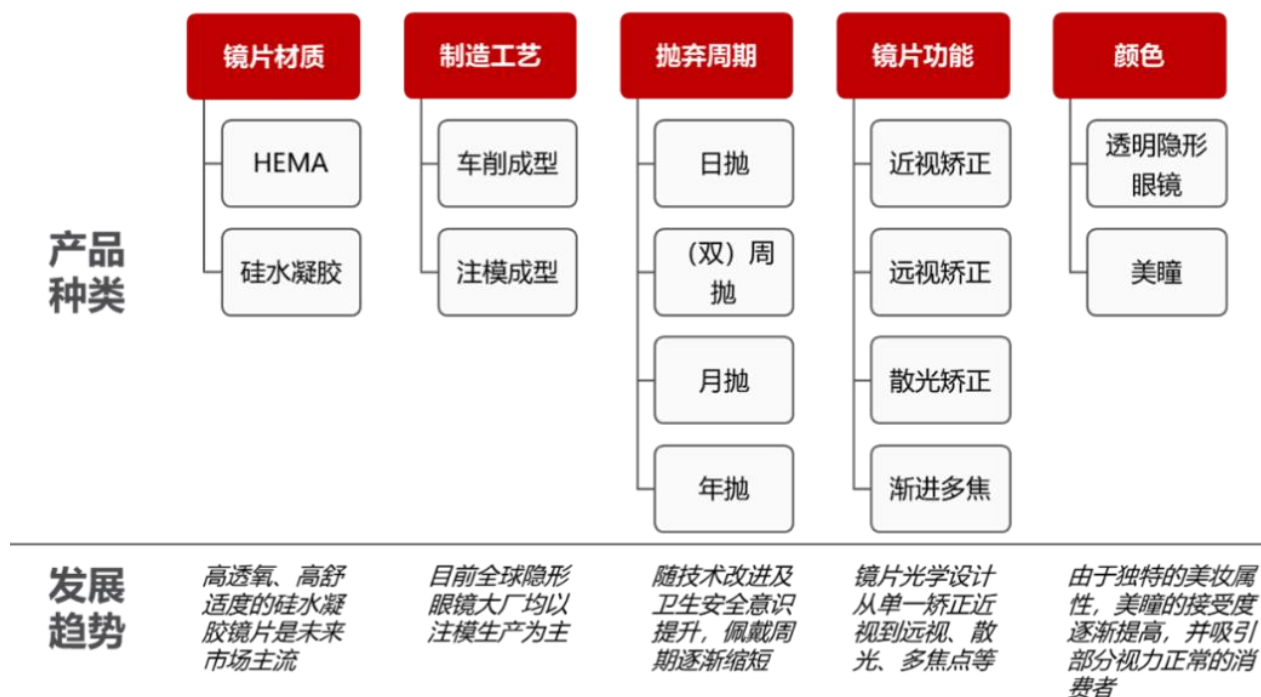 镜片材质
制造工艺
抛弃周期
镜片功能
颜色
产品
种类
HEMA
硅水凝胶
车削成型
注模成型
日抛
（双）周
抛
月抛
年抛
近视矫正
远视矫正
散光矫正
渐进多焦
透明隐形
眼镜
美瞳
发展
趋势
高透氧、高舒
适度的硅水凝
胶镜片是未来
市场主流
目前全球隐形
眼镜大厂均以
注模生产为主
随技术改进及
卫生安全意识
提升，佩戴周
期逐渐缩短
镜片光学设计
从单一矫正近
视到远视、散
光、多焦点等
由于独特的美妆属
性，美瞳的接受度
逐渐提高，并吸引
部分视力正常的消
费者